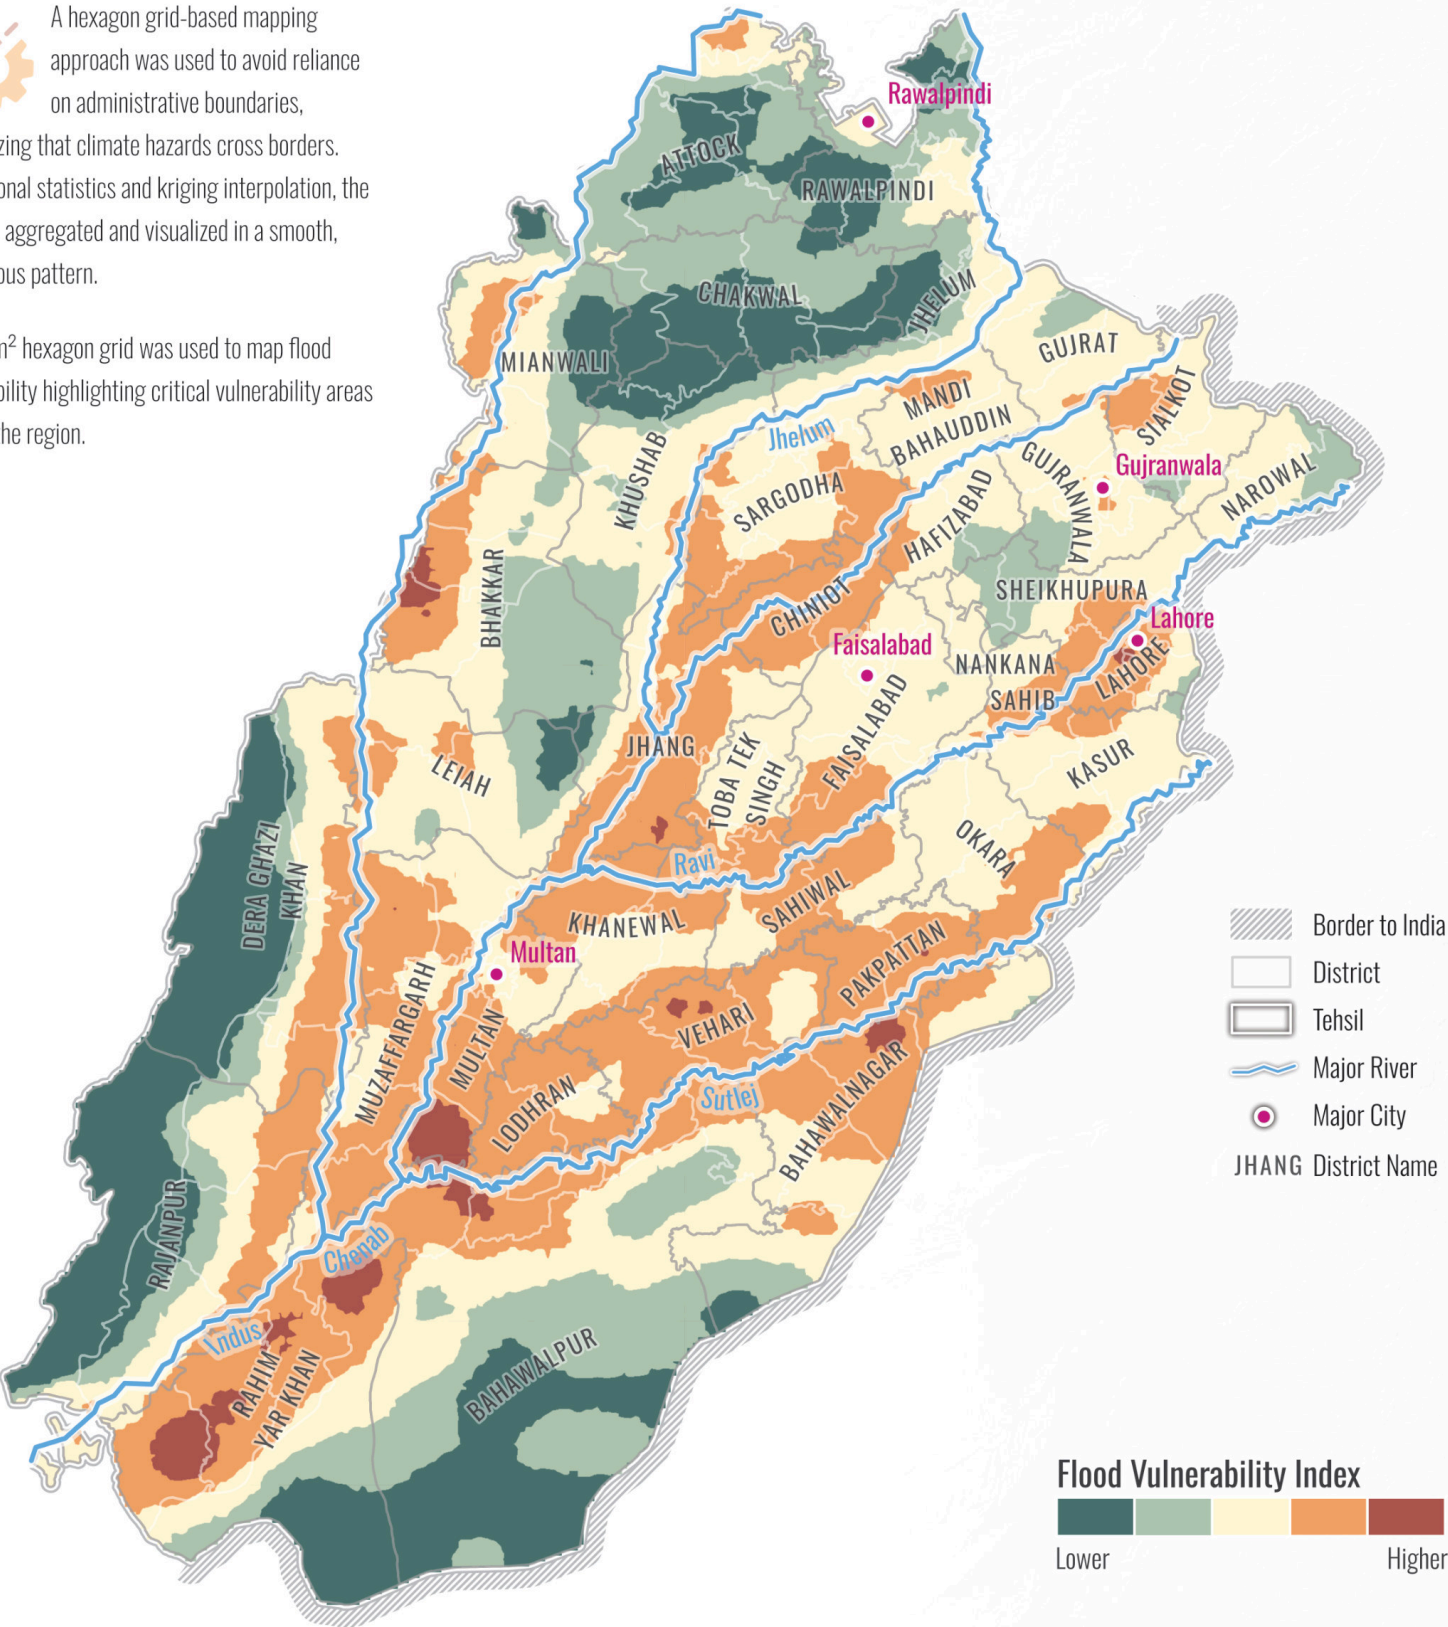 A hexagon grid-based mapping
approach was used to avoid reliance
on administrative boundaries,
zing that climate hazards cross borders.
onal statistics and kriging interpolation, the
aggregated and visualized in a smooth,
ous pattern.
m² hexagon grid was used to map flood
bility highlighting critical vulnerability areas
the region.
Rawalpindi
ATTOCK
RAWALPINDI
CHAKWAL
JHELUM
MIANWALI
GUJRAT
MANDI
BAHAUDDIN
SIALKOT
Jhelum
KHUSHAB
SARGODHA
GUJRANWALA
Gujranwala
NAROWAL
HAFIZABAD
BHAKKAR
CHINIOT
SHEIKHUPURA
Lahore
Faisalabad
NANKANA
SAHIB
LAHORE
FAISALABAD
JHANG
LEIAH
TOBA TEK
SINGH
KASUR
OKARA
DERA GHAZI
KHAN
Ravi
KHANEWAL
SAHIWAL
Multan
PAKPATTAN
MUZAFFARGARH
MULTAN
VEHARI
LODHRAN
Sutlej
BAHAWALNAGAR
RAJANPUR
Chenab
Indus
RAHIM
YAR KHAN
BAHAWALPUR
Border to India
District
Tehsil
Major River
Major City
JHANG District Name
Flood Vulnerability Index
Lower Higher